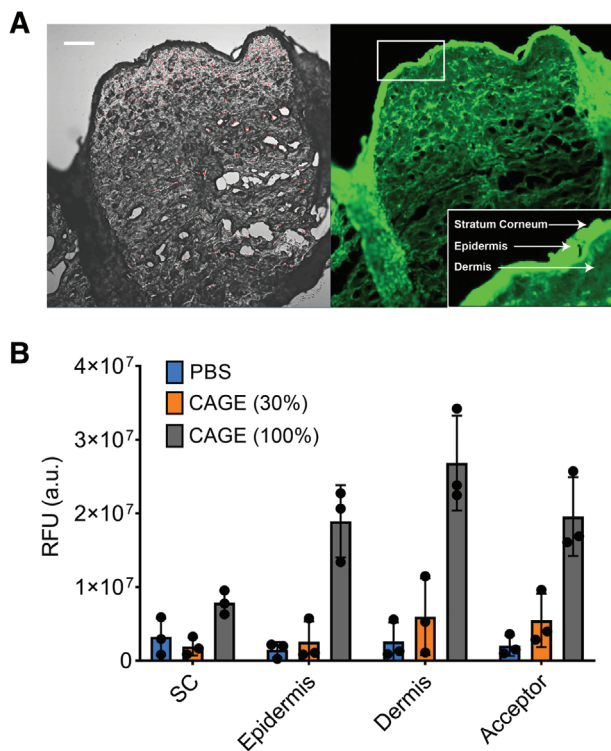 A
Stratum Corneum
Epidermis
Dermis
B
4×10⁷
3×10⁷
2×10⁷
1×10⁷
0
RFU (a.u.)
PBS
CAGE (30%)
CAGE (100%)
SC
Epidermis
Dermis
Acceptor